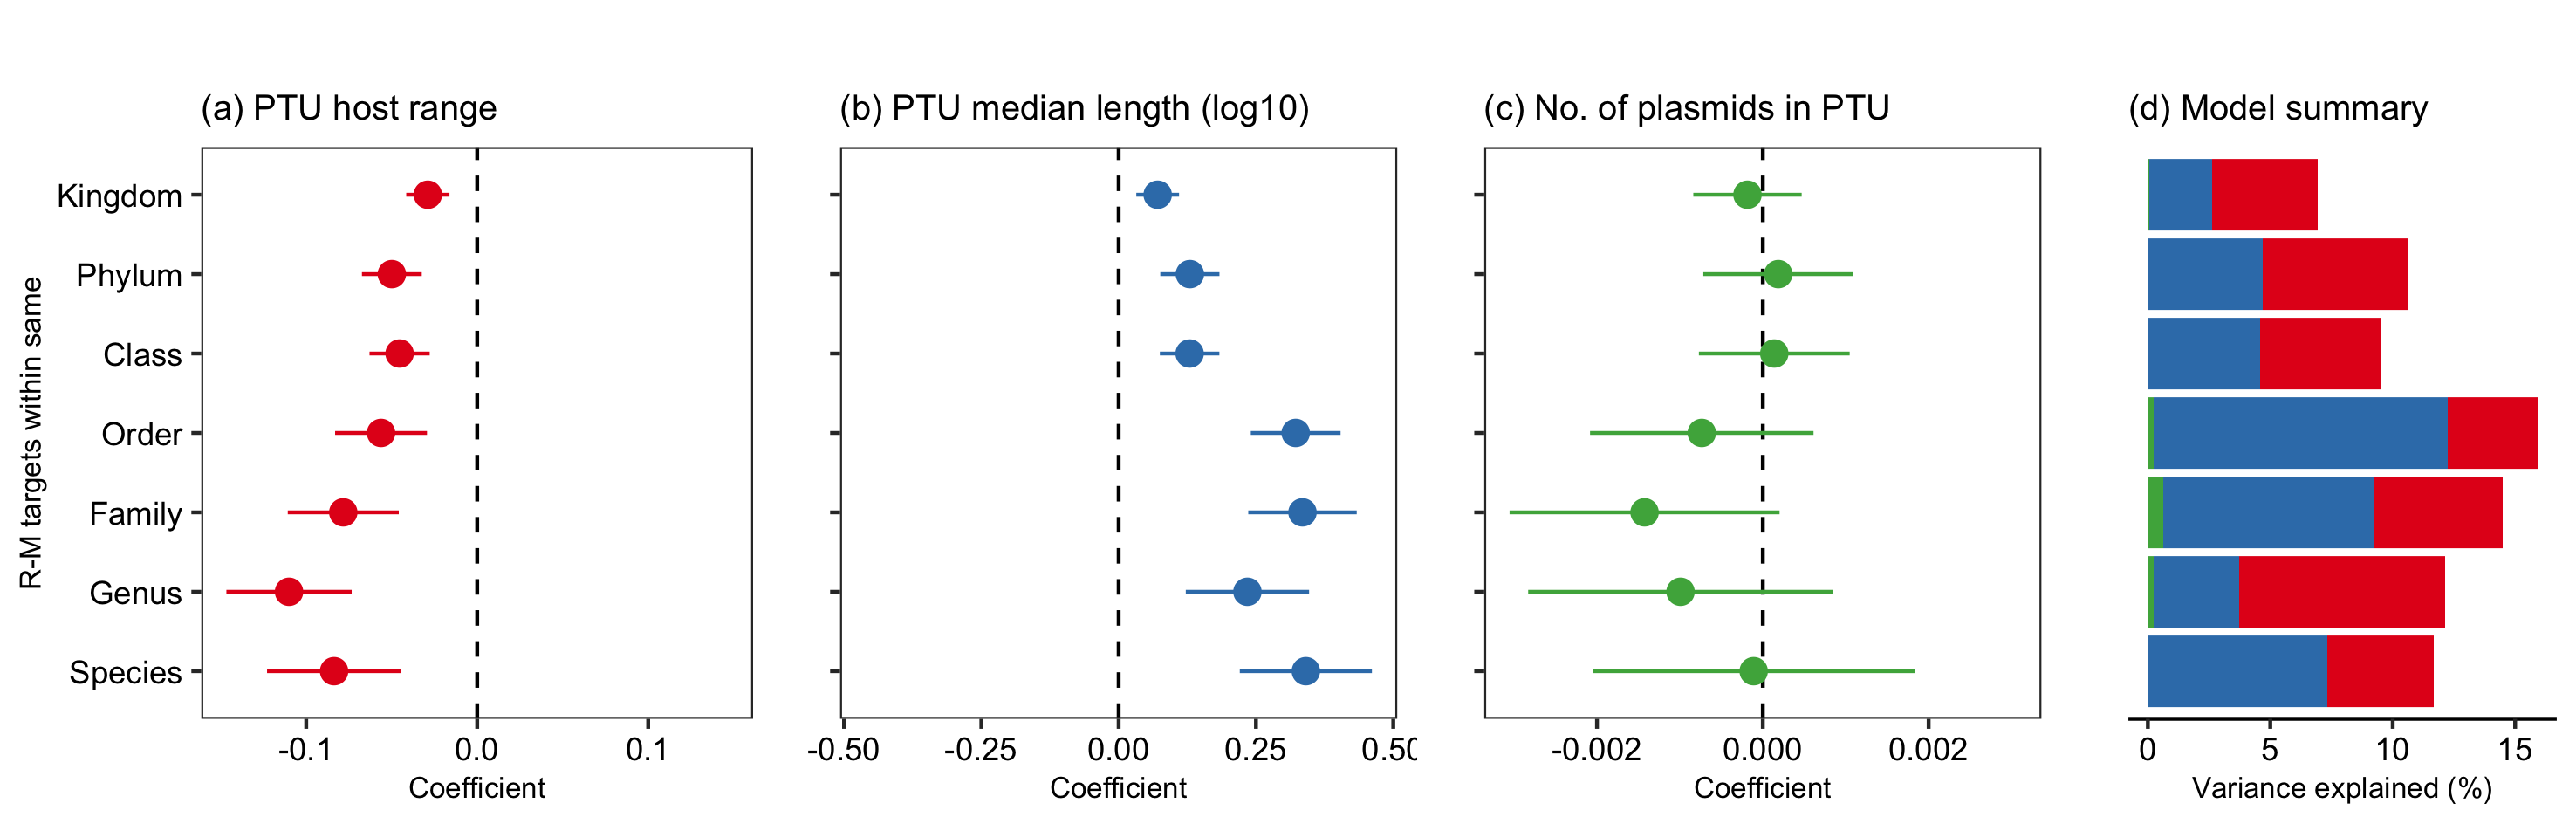 (a) PTU host range
(b) PTU median length (log10)
(c) No. of plasmids in PTU
(d) Model summary
R-M targets within same
Kingdom
Phylum
Class
Order
Family
Genus
Species
-0.1 0.0 0.1
Coefficient
-0.50 -0.25 0.00 0.25 0.50
Coefficient
-0.002 0.000 0.002
Coefficient
0 5 10 15
Variance explained (%)